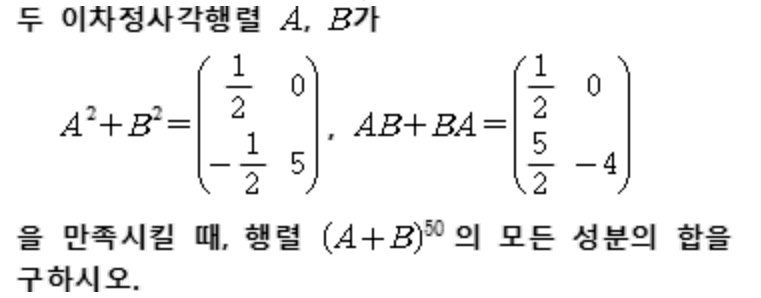 두 이차정사각행렬 A, B가
A²+B²=(1/2 0 -1/2 5), AB+BA=(1/2 0 5/2 -4)
을 만족시킬 때, 행렬 (A+B)⁵⁰ 의 모든 성분의 합을
구하시오.